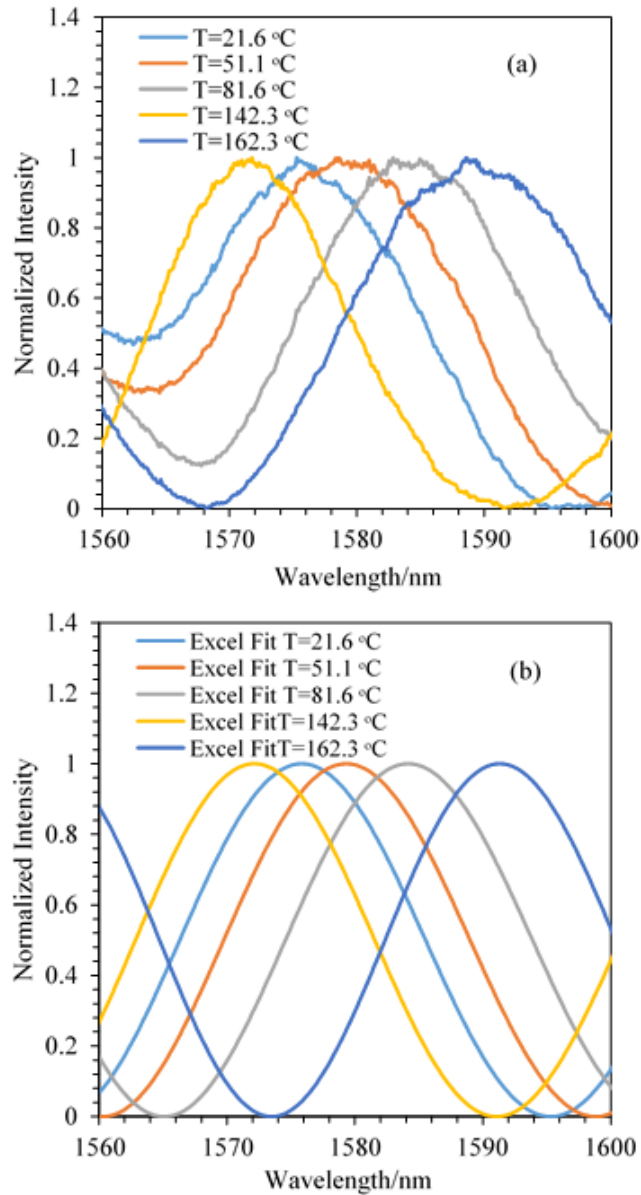 1.4
1.2
1
0.8
0.6
0.4
0.2
0
Normalized Intensity
T=21.6 °C
T=51.1 °C
T=81.6 °C
T=142.3 °C
T=162.3 °C
(a)
1560 1570 1580 1590 1600
Wavelength/nm
1.4
1.2
1
0.8
0.6
0.4
0.2
0
Normalized Intensity
Excel Fit T=21.6 °C
Excel Fit T=51.1 °C
Excel Fit T=81.6 °C
Excel FitT=142.3 °C
Excel FitT=162.3 °C
(b)
1560 1570 1580 1590 1600
Wavelength/nm